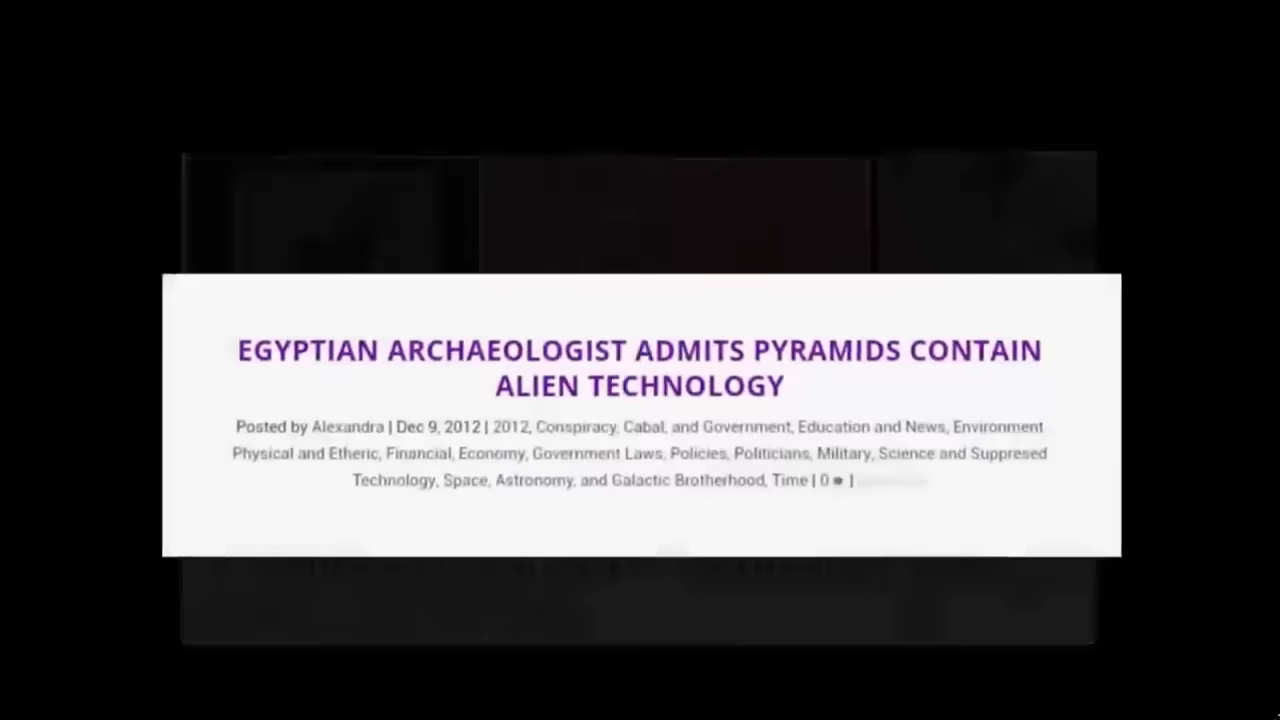 EGYPTIAN ARCHAEOLOGIST ADMITS PYRAMIDS CONTAIN
ALIEN TECHNOLOGY
Posted by Alexandra | Dec 9, 2012 | 2012, Conspiracy, Cabal, and Government, Education and News, Environment
Physical and Etheric, Financial, Economy, Government Laws, Policies, Politicians, Military, Science and Suppresed
Technology, Space, Astronomy, and Galactic Brotherhood, Time | 0 ● |